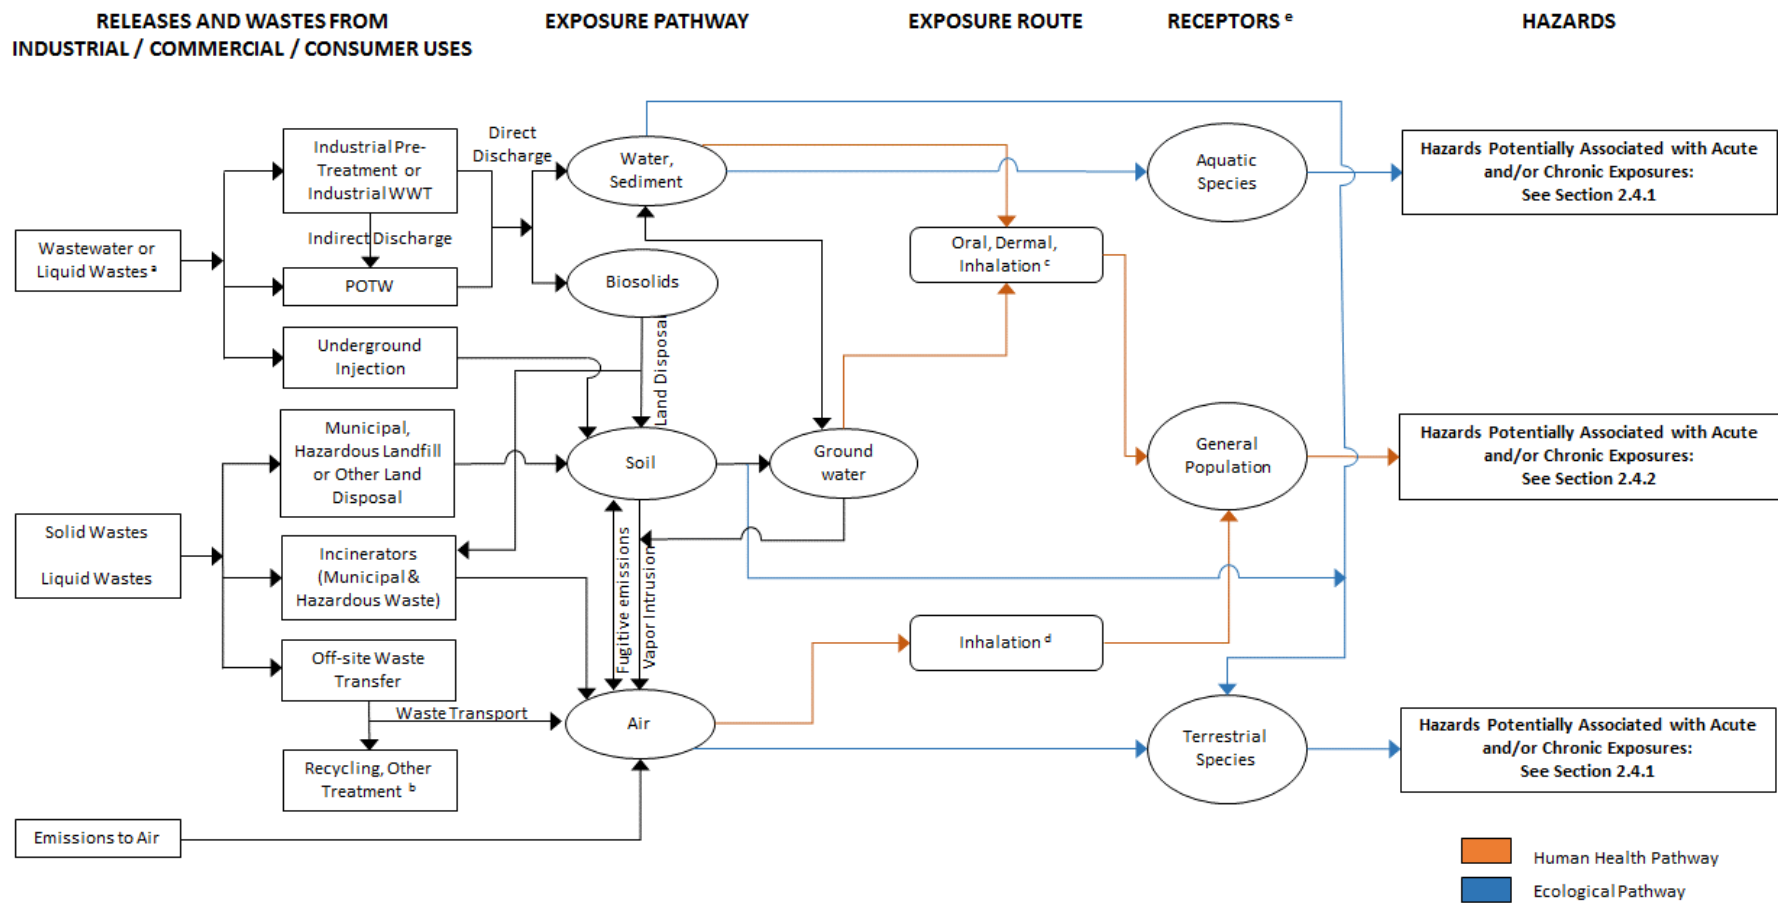 RELEASES AND WASTES FROM
INDUSTRIAL / COMMERCIAL / CONSUMER USES
EXPOSURE PATHWAY
EXPOSURE ROUTE
RECEPTORS e
HAZARDS
Wastewater or
Liquid Wastes a
Industrial Pre-
Treatment or
Industrial WWT
Indirect Discharge
POTW
Underground
Injection
Direct
Discharge
Water,
Sediment
Biosolids
Land Disposal
Oral, Dermal,
Inhalation c
Aquatic
Species
Hazards Potentially Associated with Acute
and/or Chronic Exposures:
See Section 2.4.1
Solid Wastes
Liquid Wastes
Municipal,
Hazardous Landfill
or Other Land
Disposal
Incinerators
(Municipal &
Hazardous Waste)
Off-site Waste
Transfer
Waste Transport
Recycling, Other
Treatment b
Soil
Ground
water
Fugitive emissions
Vapor Intrusion
Air
Inhalation d
General
Population
Hazards Potentially Associated with Acute
and/or Chronic Exposures:
See Section 2.4.2
Terrestrial
Species
Hazards Potentially Associated with Acute
and/or Chronic Exposures:
See Section 2.4.1
Emissions to Air
Human Health Pathway
Ecological Pathway